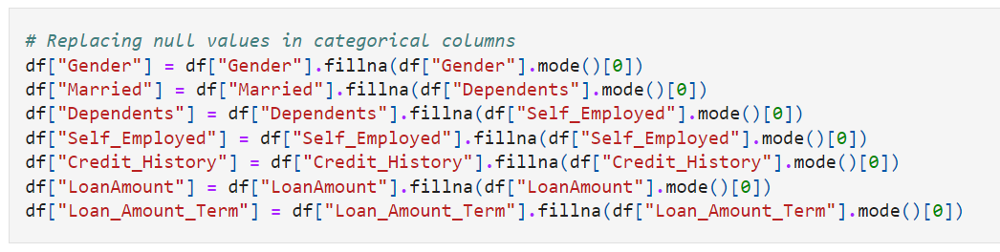 # Replacing null values in categorical columns
df["Gender"] = df["Gender"].fillna(df["Gender"].mode()[0])
df["Married"] = df["Married"].fillna(df["Dependents"].mode()[0])
df["Dependents"] = df["Dependents"].fillna(df["Self_Employed"].mode()[0])
df["Self_Employed"] = df["Self_Employed"].fillna(df["Self_Employed"].mode()[0])
df["Credit_History"] = df["Credit_History"].fillna(df["Credit_History"].mode()[0])
df["LoanAmount"] = df["LoanAmount"].fillna(df["LoanAmount"].mode()[0])
df["Loan_Amount_Term"] = df["Loan_Amount_Term"].fillna(df["Loan_Amount_Term"].mode()[0])